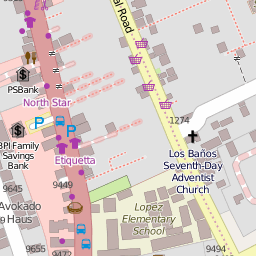 al Road
PSBank
North Star
1274
P
P
BPI Family
Savings
Bank
Etiquetta
Los Baños
Seventh-Day
Adventist
Church
9645
9449
Avokado
Haus
Lopez
Elementary
School
9655
9472
9494